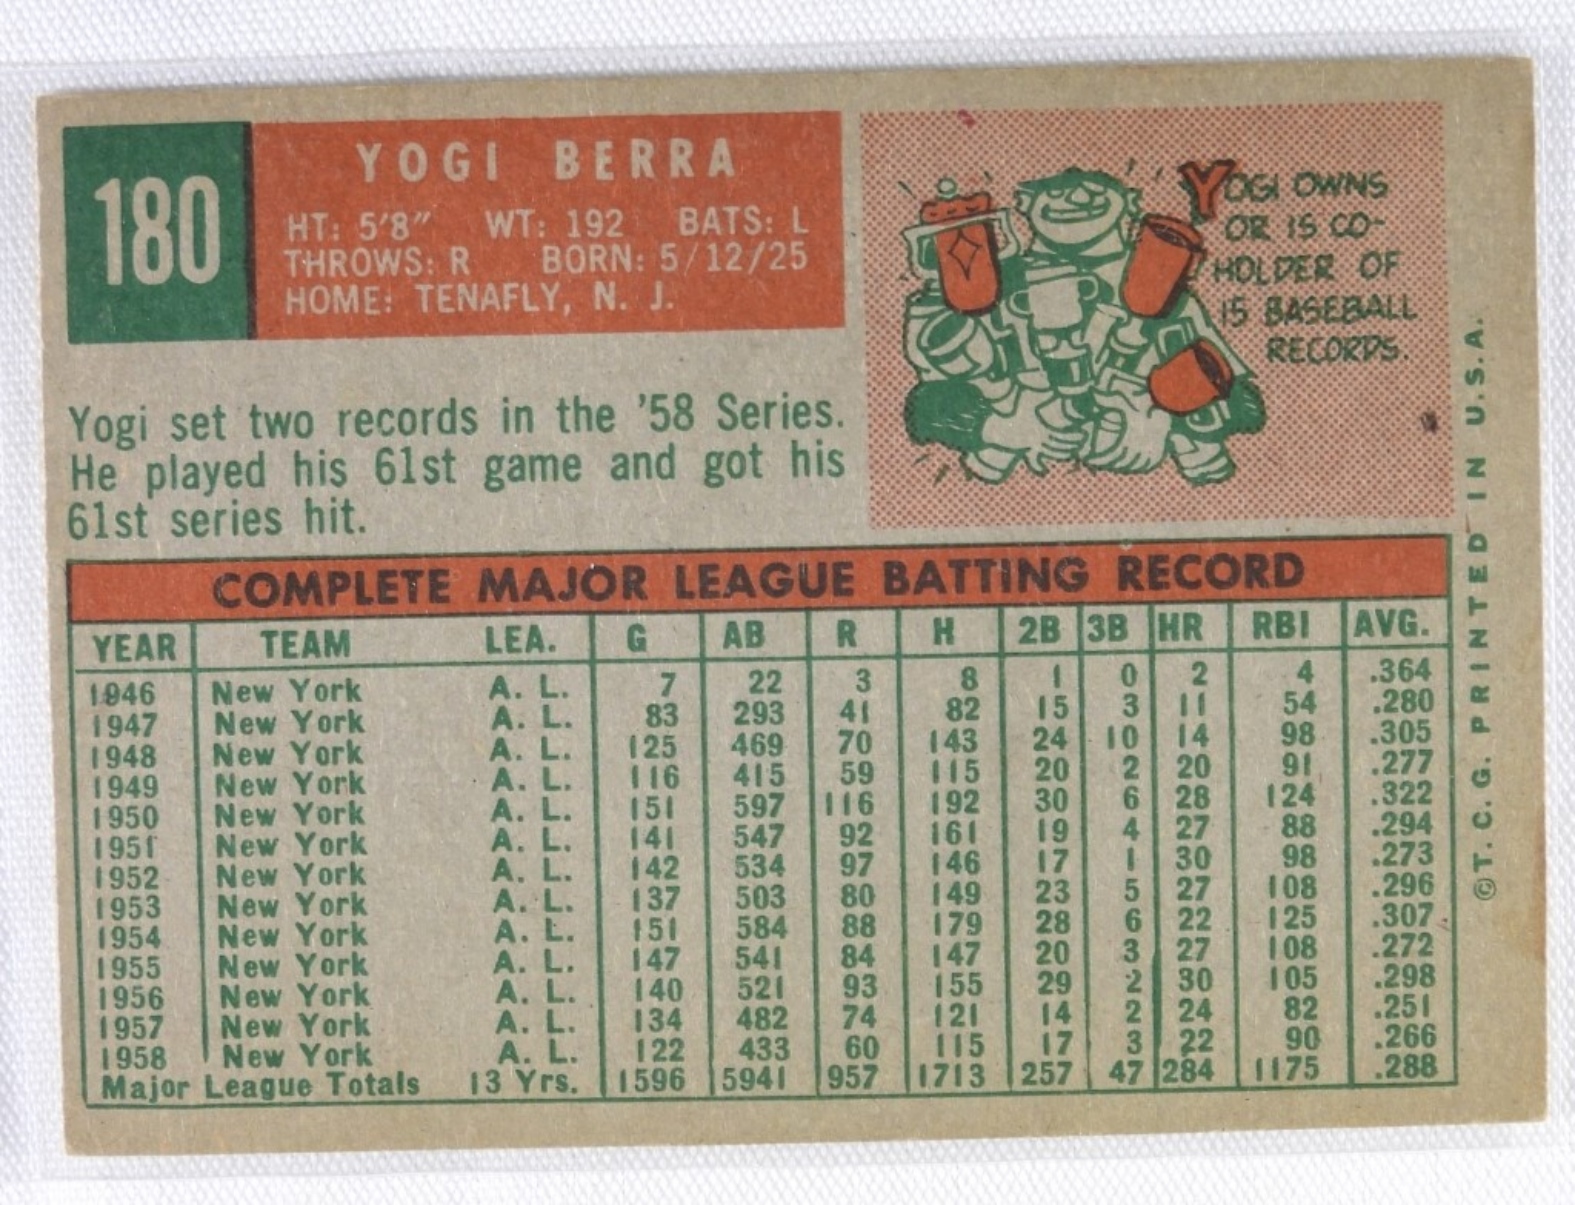 180
YOGI BERRA
HT: 5'8" WT: 192 BATS: L
THROWS: R BORN: 5/12/25
HOME: TENAFLY, N. J.
YOGI OWNS
OR IS CO-
HOLDER OF
15 BASEBALL
RECORDS.
Yogi set two records in the '58 Series.
He played his 61st game and got his
61st series hit.
COMPLETE MAJOR LEAGUE BATTING RECORD
YEAR TEAM LEA. G AB R H 2B 3B HR RBI AVG.
1946 New York A. L. 7 22 3 8 1 0 2 4 .364
1947 New York A. L. 83 293 41 82 15 3 11 54 .280
1948 New York A. L. 125 469 70 143 24 10 14 98 .305
1949 New York A. L. 116 415 59 115 20 2 20 91 .277
1950 New York A. L. 151 597 116 192 30 6 28 124 .322
1951 New York A. L. 141 547 92 161 19 4 27 88 .294
1952 New York A. L. 142 534 97 146 17 1 30 98 .273
1953 New York A. L. 137 503 80 149 23 5 27 108 .296
1954 New York A. L. 151 584 88 179 28 6 22 125 .307
1955 New York A. L. 147 541 84 147 20 3 27 108 .272
1956 New York A. L. 140 521 93 155 29 2 30 105 .298
1957 New York A. L. 134 482 74 121 14 2 24 82 .251
1958 New York A. L. 122 433 60 115 17 3 22 90 .266
Major League Totals 13 Yrs. 1596 5941 957 1713 257 47 284 1175 .288
©T. C. G. PRINTED IN U.S.A.